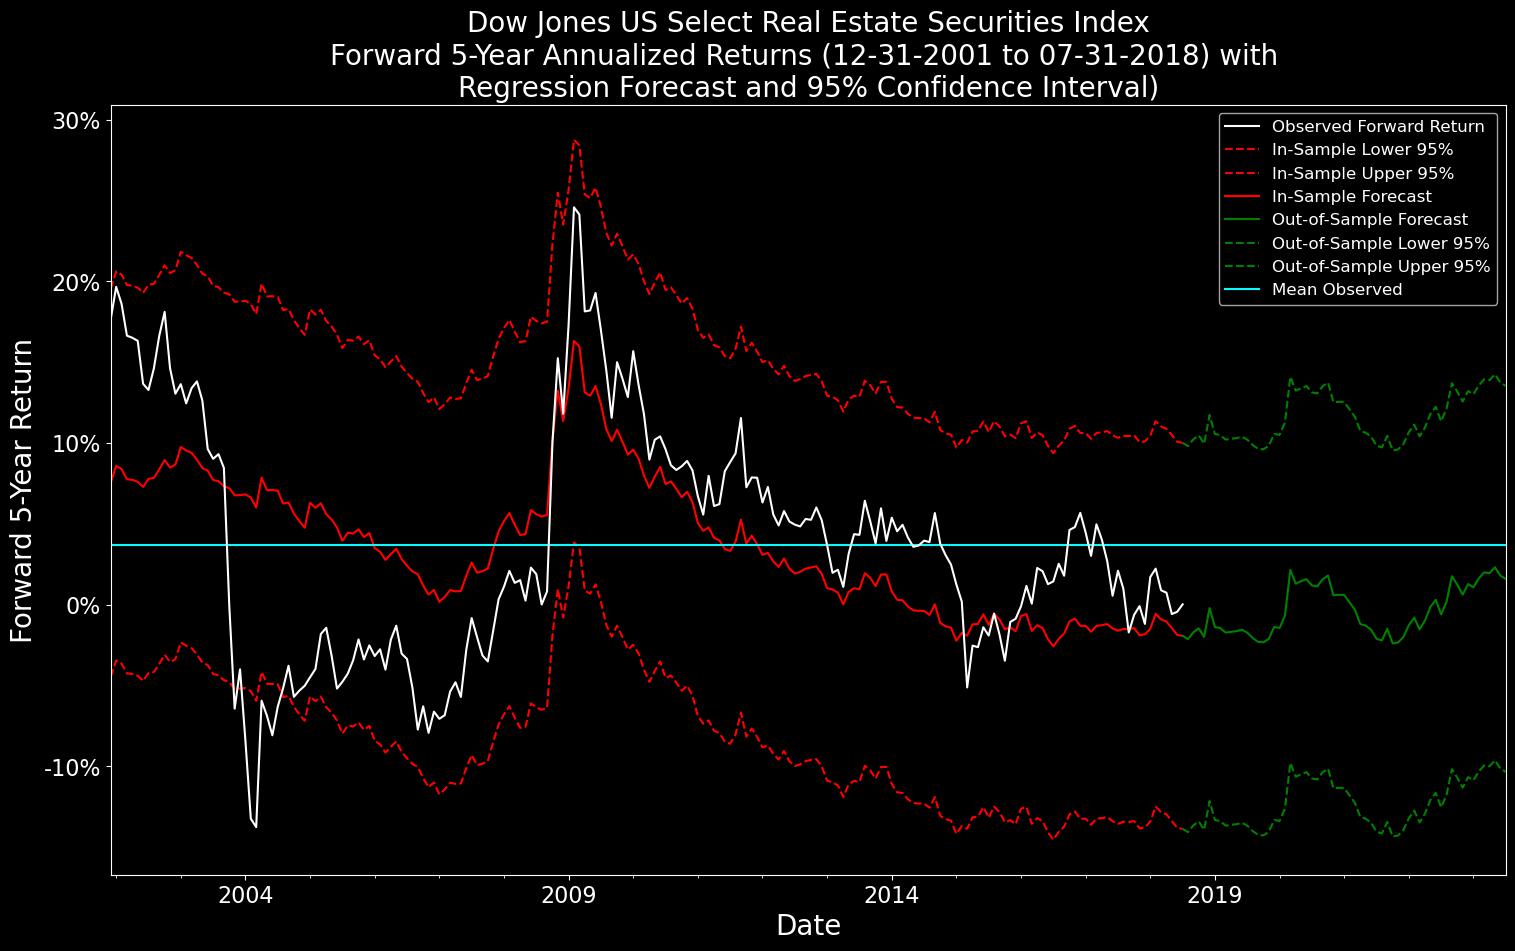 Dow Jones US Select Real Estate Securities Index
Forward 5-Year Annualized Returns (12-31-2001 to 07-31-2018) with
Regression Forecast and 95% Confidence Interval)
30%
20%
10%
0%
-10%
Forward 5-Year Return
Observed Forward Return
In-Sample Lower 95%
In-Sample Upper 95%
In-Sample Forecast
Out-of-Sample Forecast
Out-of-Sample Lower 95%
Out-of-Sample Upper 95%
Mean Observed
2004
2009
2014
2019
Date